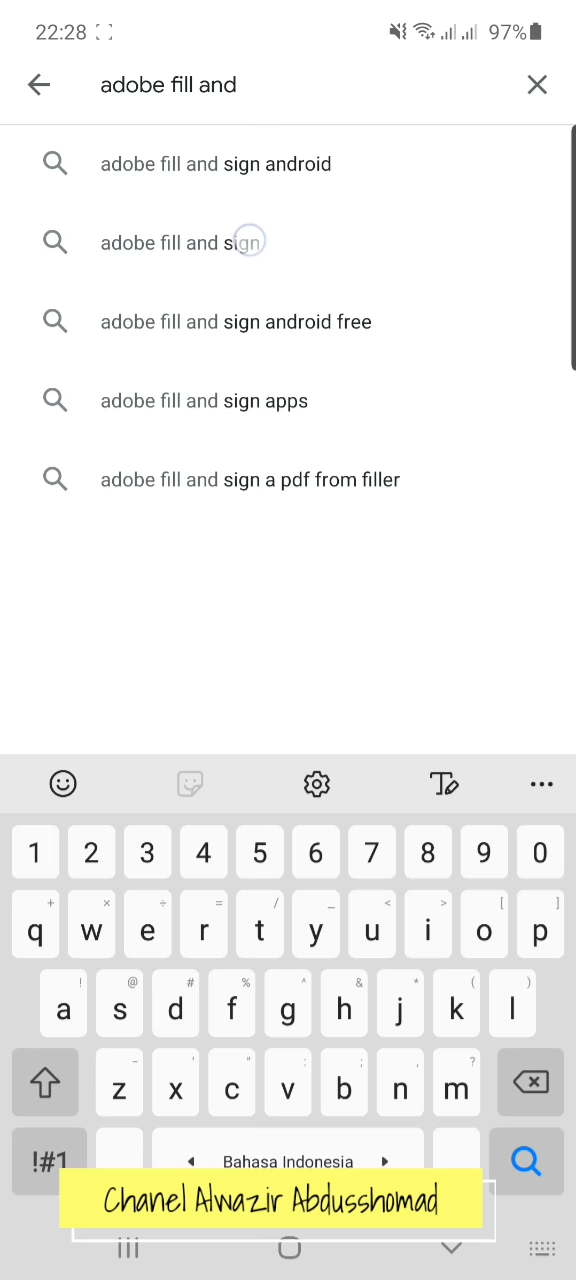 22:28 97%
adobe fill and
adobe fill and sign android
adobe fill and sign
adobe fill and sign android free
adobe fill and sign apps
adobe fill and sign a pdf from filler
1 2 3 4 5 6 7 8 9 0
+ × ÷ = / _ < > [ ]
q w e r t y u i o p
! @ # % ^ & * ( )
a s d f g h j k l
- ' " : ; , ?
z x c v b n m
!#1 Bahasa Indonesia
Chanel Alwazir Abdusshomad